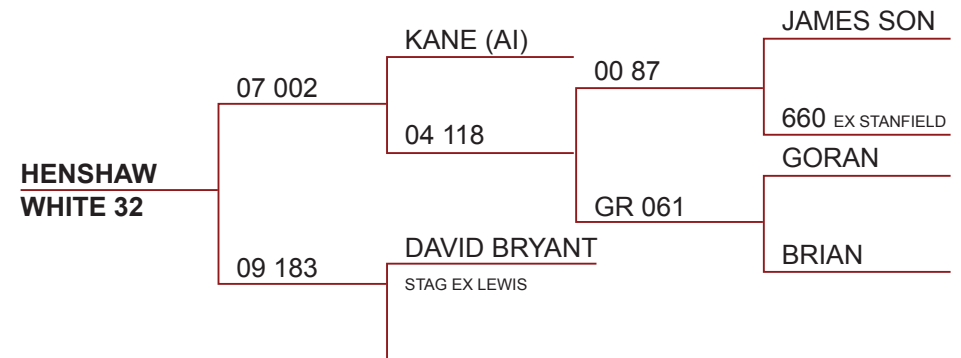 JAMES SON
KANE (AI)
00 87
07 002
660 EX STANFIELD
04 118
GORAN
HENSHAW
WHITE 32
GR 061
DAVID BRYANT
BRIAN
09 183
STAG EX LEWIS